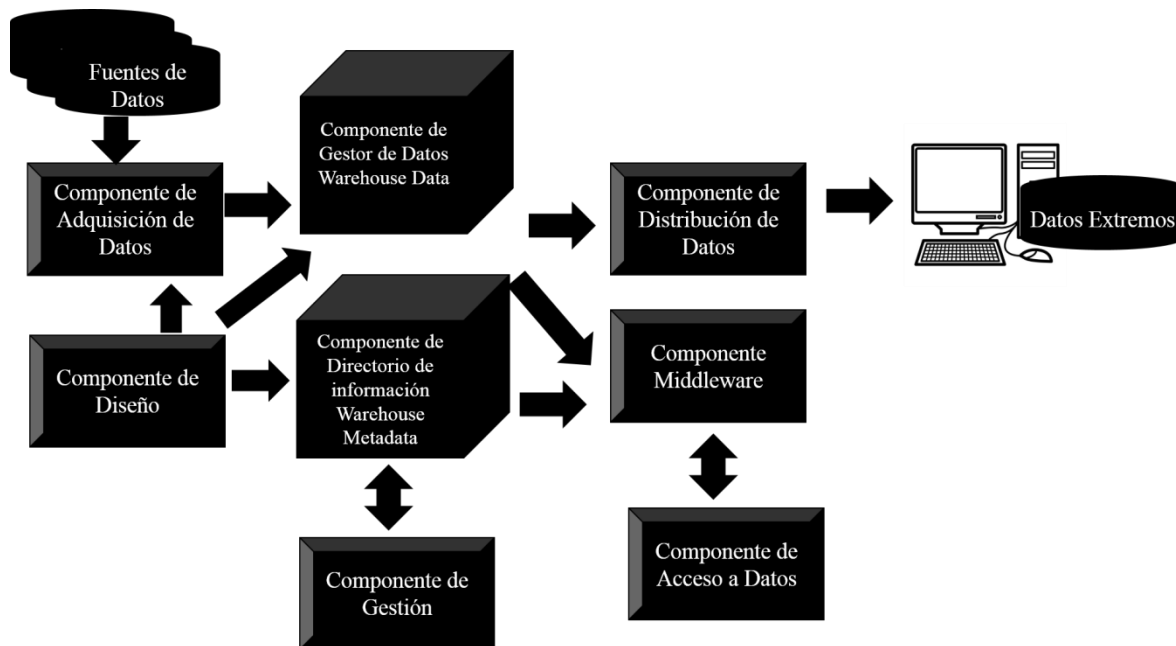 Fuentes de
Datos
Componente de
Gestor de Datos
Warehouse Data
Componente de
Adquisición de
Datos
Componente de
Distribución de
Datos
Datos Extremos
Componente de
Diseño
Componente de
Directorio de
información
Warehouse
Metadata
Componente
Middleware
Componente de
Gestión
Componente de
Acceso a Datos